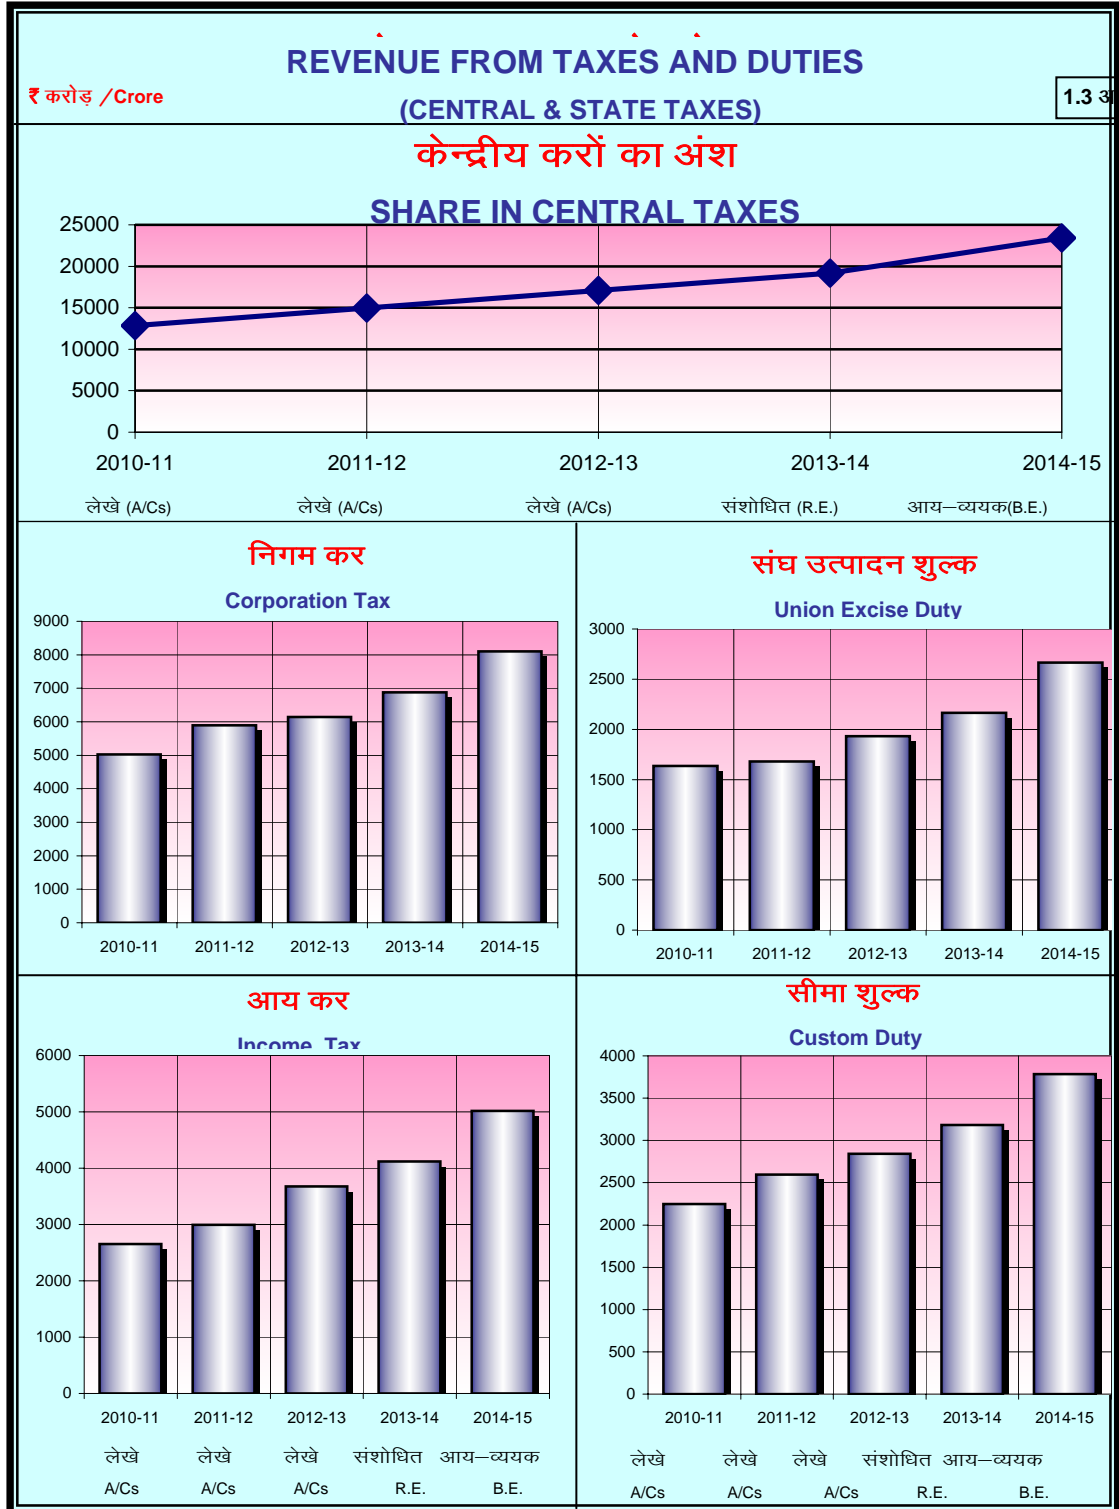 REVENUE FROM TAXES AND DUTIES
₹ करोड़ /Crore
1.3 अ
(CENTRAL & STATE TAXES)
केन्द्रीय करों का अंश
SHARE IN CENTRAL TAXES
25000
20000
15000
10000
5000
0
2010-11 2011-12 2012-13 2013-14 2014-15
लेखे (A/Cs) लेखे (A/Cs) लेखे (A/Cs) संशोधित (R.E.) आय–व्ययक(B.E.)
निगम कर
Corporation Tax
9000
8000
7000
6000
5000
4000
3000
2000
1000
0
2010-11 2011-12 2012-13 2013-14 2014-15
संघ उत्पादन शुल्क
Union Excise Duty
3000
2500
2000
1500
1000
500
0
2010-11 2011-12 2012-13 2013-14 2014-15
आय कर
Income Tax
6000
5000
4000
3000
2000
1000
0
2010-11 2011-12 2012-13 2013-14 2014-15
लेखे लेखे लेखे संशोधित आय–व्ययक
A/Cs A/Cs A/Cs R.E. B.E.
सीमा शुल्क
Custom Duty
4000
3500
3000
2500
2000
1500
1000
500
0
2010-11 2011-12 2012-13 2013-14 2014-15
लेखे लेखे लेखे संशोधित आय–व्ययक
A/Cs A/Cs A/Cs R.E. B.E.